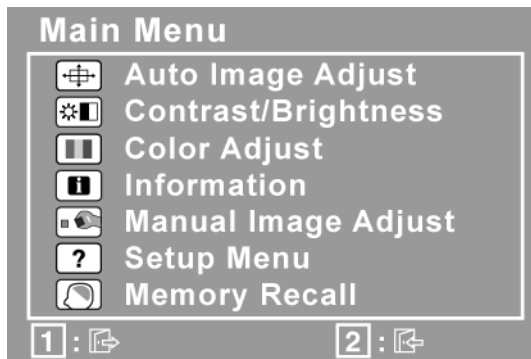 Main Menu
Auto Image Adjust
Contrast/Brightness
Color Adjust
Information
Manual Image Adjust
? Setup Menu
Memory Recall
1 : 2 :